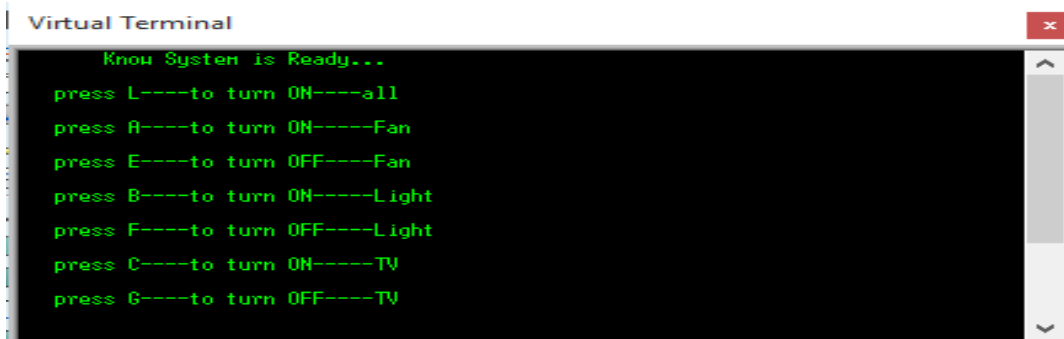 Virtual Terminal
Know System is Ready...
press L----to turn ON----all
press A----to turn ON-----Fan
press E----to turn OFF----Fan
press B----to turn ON-----Light
press F----to turn OFF----Light
press C----to turn ON-----TV
press G----to turn OFF----TV